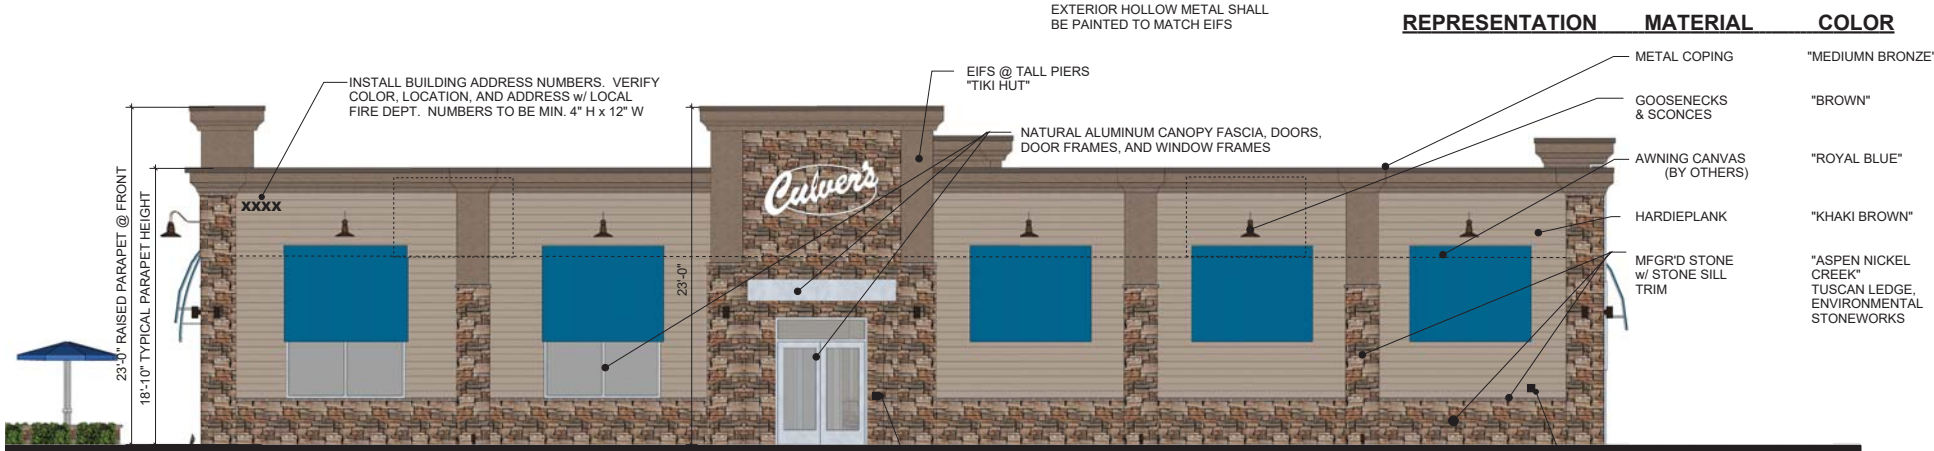 EXTERIOR HOLLOW METAL SHALL
BE PAINTED TO MATCH EIFS
REPRESENTATION MATERIAL COLOR
METAL COPING "MEDIUMN BRONZE"
GOOSENECKS
& SCONCES
"BROWN"
AWNING CANVAS
(BY OTHERS)
"ROYAL BLUE"
HARDIEPLANK "KHAKI BROWN"
MFGR'D STONE
w/ STONE SILL
TRIM
"ASPEN NICKEL
CREEK"
TUSCAN LEDGE,
ENVIRONMENTAL
STONEWORKS
INSTALL BUILDING ADDRESS NUMBERS. VERIFY
COLOR, LOCATION, AND ADDRESS w/ LOCAL
FIRE DEPT. NUMBERS TO BE MIN. 4" H x 12" W
EIFS @ TALL PIERS
"TIKI HUT"
NATURAL ALUMINUM CANOPY FASCIA, DOORS,
DOOR FRAMES, AND WINDOW FRAMES
23'-0" RAISED PARAPET @ FRONT
18'-10" TYPICAL PARAPET HEIGHT
XXXX
23'-0"
Culver's